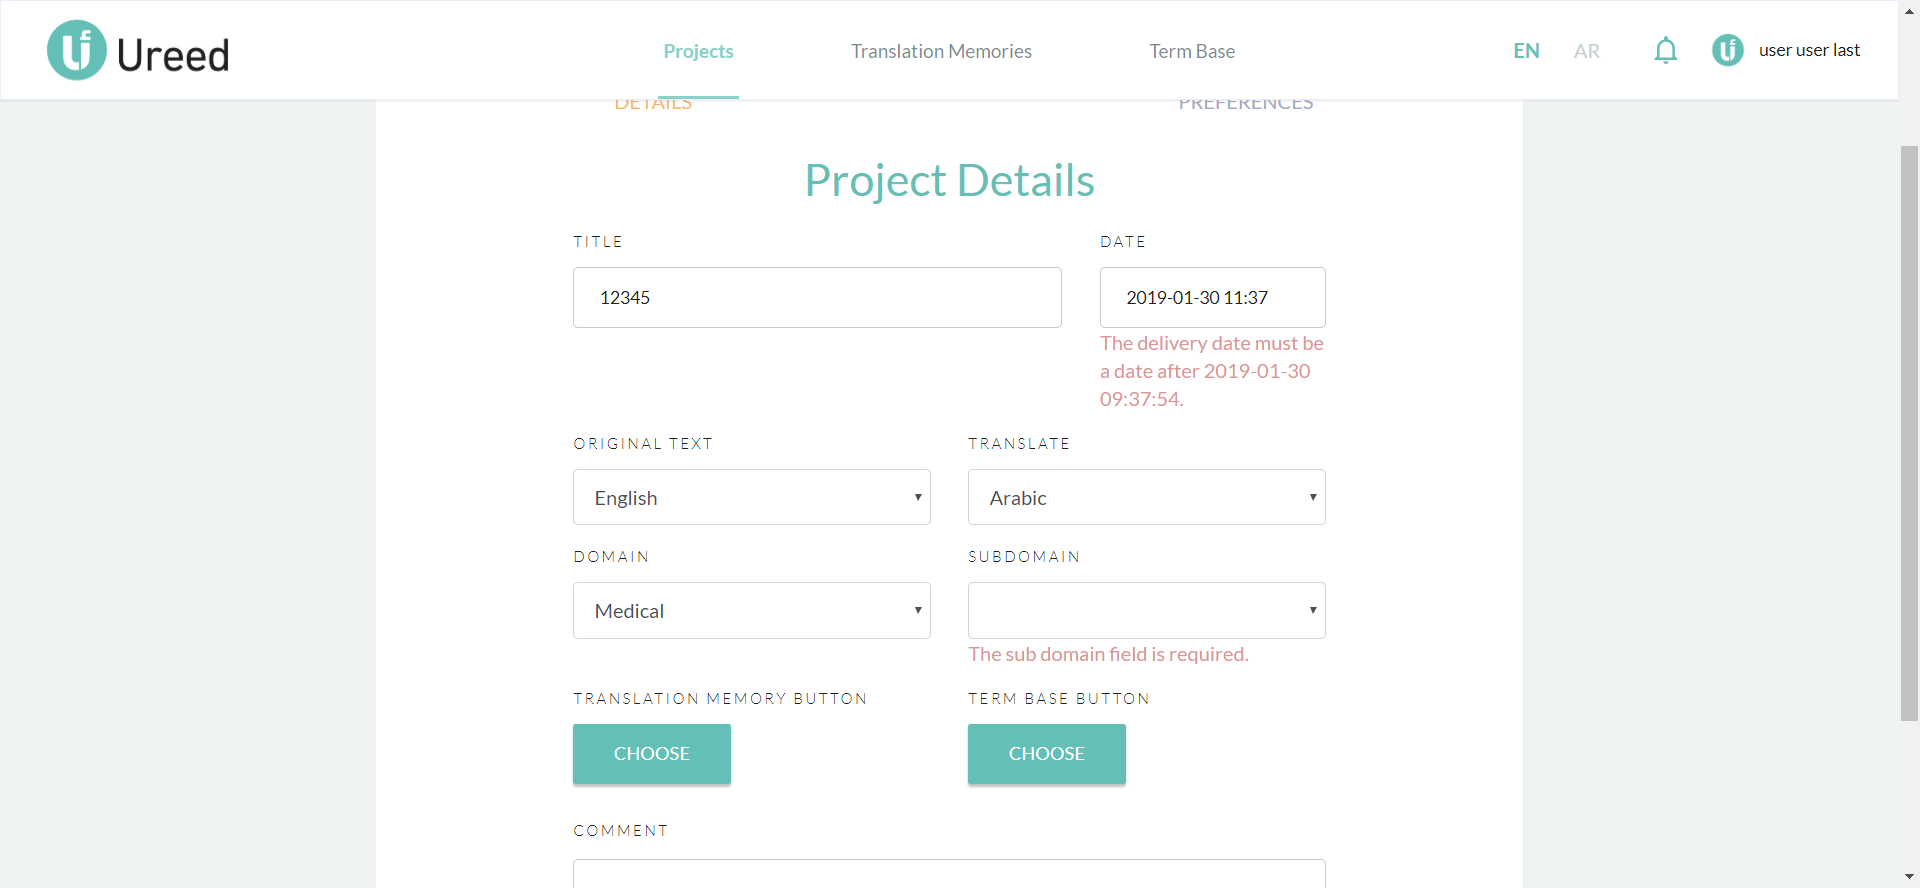 Ureed
Projects
Translation Memories
Term Base
EN
AR
user user last
DETAILS
PREFERENCES
Project Details
TITLE
DATE
12345
2019-01-30 11:37
The delivery date must be
a date after 2019-01-30
09:37:54.
ORIGINAL TEXT
TRANSLATE
English
Arabic
DOMAIN
SUBDOMAIN
Medical
The sub domain field is required.
TRANSLATION MEMORY BUTTON
TERM BASE BUTTON
CHOOSE
CHOOSE
COMMENT